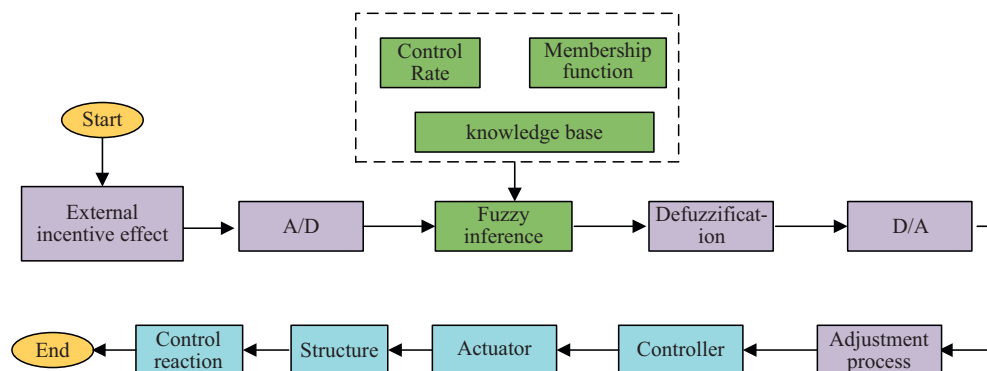 Control
Rate
Membership
function
knowledge base
Start
External
incentive effect
A/D
Fuzzy
inference
Defuzzificat-
ion
D/A
End
Control
reaction
Structure
Actuator
Controller
Adjustment
process